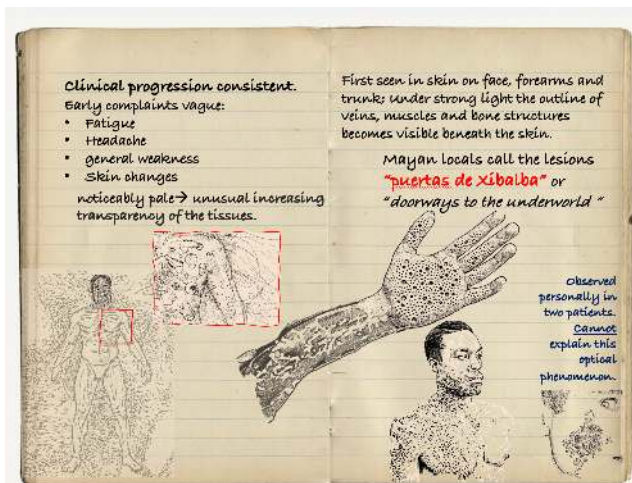 Clinical progression consistent.
Early complaints vague:
• Fatigue
• Headache
• general weakness
• Skin changes
noticeably pale→ unusual increasing
transparency of the tissues.
First seen in skin on face, forearms and
trunk; under strong light the outline of
veins, muscles and bone structures
becomes visible beneath the skin.
Mayan locals call the lesions
"puertas de Xibalba" or
"doorways to the underworld"
Observed
personally in
two patients.
Cannot
explain this
optical
phenomenon.